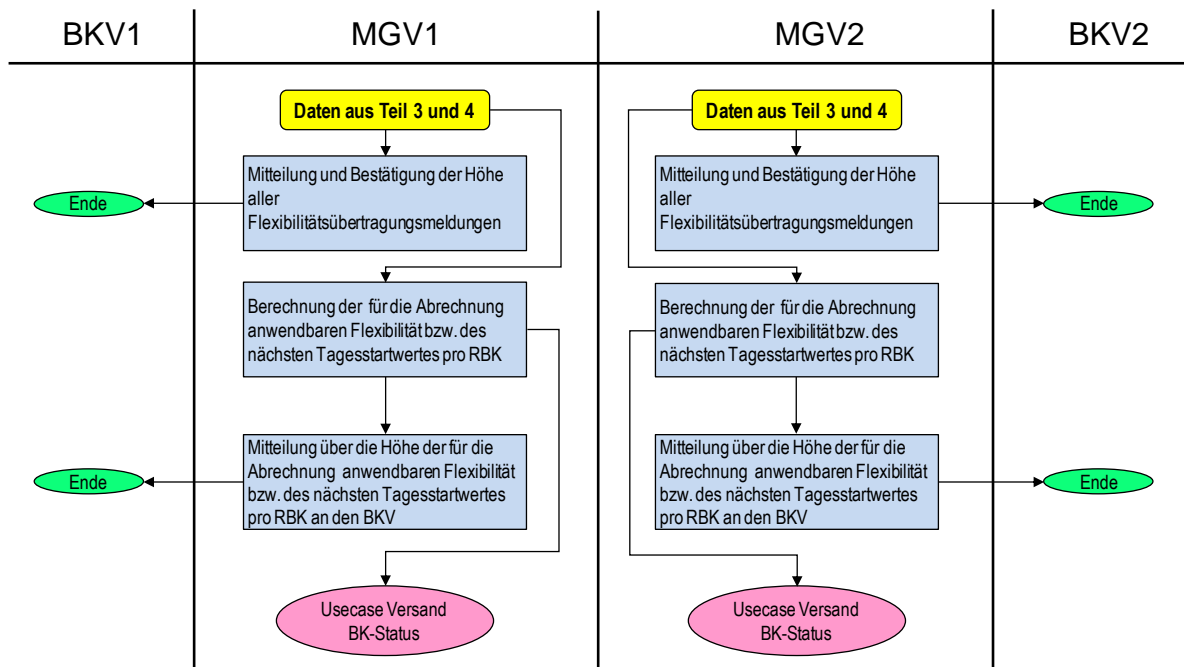 BKV1
MGV1
MGV2
BKV2
Daten aus Teil 3 und 4
Daten aus Teil 3 und 4
Mitteilung und Bestätigung der Höhe
aller
Flexibilitätsübertragungsmeldungen
Mitteilung und Bestätigung der Höhe
aller
Flexibilitätsübertragungsmeldungen
Ende
Ende
Berechnung der für die Abrechnung
anwendbaren Flexibilität bzw. des
nächsten Tagesstartwertes pro RBK
Berechnung der für die Abrechnung
anwendbaren Flexibilität bzw. des
nächsten Tagesstartwertes pro RBK
Mitteilung über die Höhe der für die
Abrechnung anwendbaren Flexibilität
bzw. des nächsten Tagesstartwertes
pro RBK an den BKV
Mitteilung über die Höhe der für die
Abrechnung anwendbaren Flexibilität
bzw. des nächsten Tagesstartwertes
pro RBK an den BKV
Ende
Ende
Usecase Versand
BK-Status
Usecase Versand
BK-Status